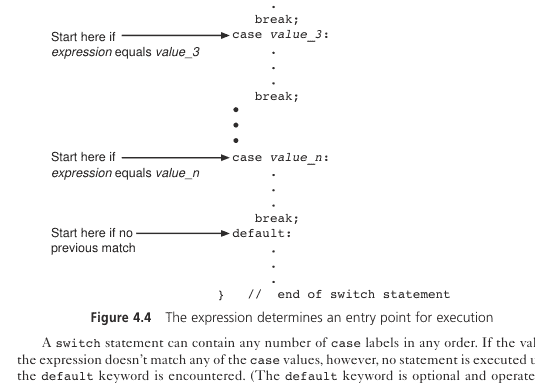 .
break;
Start here if
expression equals value_3
case value_3:
.
.
.
break;
•
•
•
Start here if
expression equals value_n
case value_n:
.
.
.
break;
Start here if no
previous match
default:
.
.
.
} // end of switch statement
Figure 4.4 The expression determines an entry point for execution
A switch statement can contain any number of case labels in any order. If the
the expression doesn't match any of the case values, however, no statement is executed
the default keyword is encountered. (The default keyword is optional and